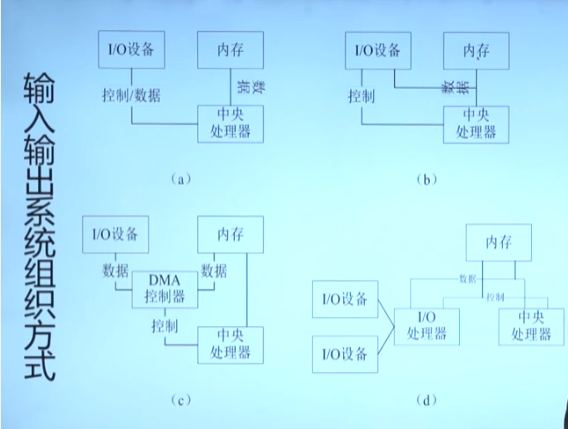 输入输出系统组织方式
I/O设备
内存
控制/数据
数据
中央
处理器
(a)
I/O设备
内存
控制
数据
中央
处理器
(b)
I/O设备
内存
数据
DMA
控制器
数据
控制
中央
处理器
(c)
内存
数据
控制
I/O设备
I/O
处理器
中央
处理器
I/O设备
(d)